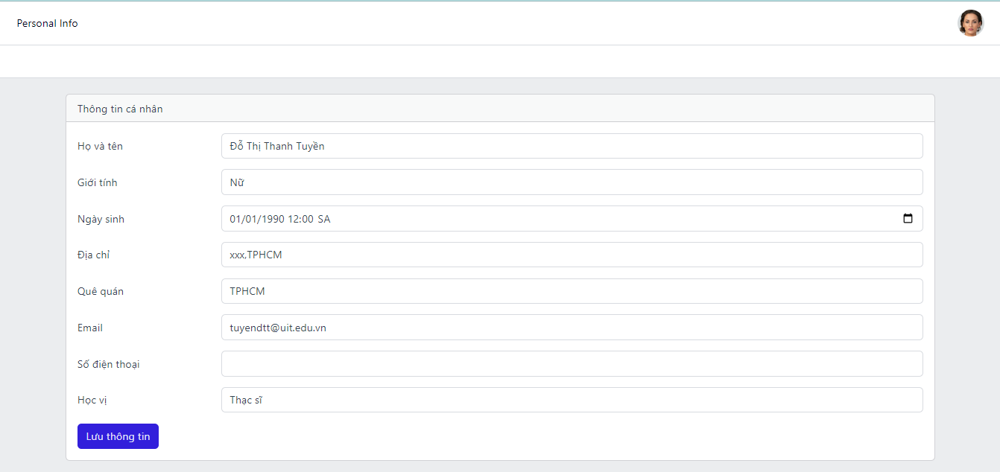 Personal Info
Thông tin cá nhân
Họ và tên
Đỗ Thị Thanh Tuyền
Giới tính
Nữ
Ngày sinh
01/01/1990 12:00 SA
Địa chỉ
xxx,TPHCM
Quê quán
TPHCM
Email
tuyendtt@uit.edu.vn
Số điện thoại
Học vị
Thạc sĩ
Lưu thông tin